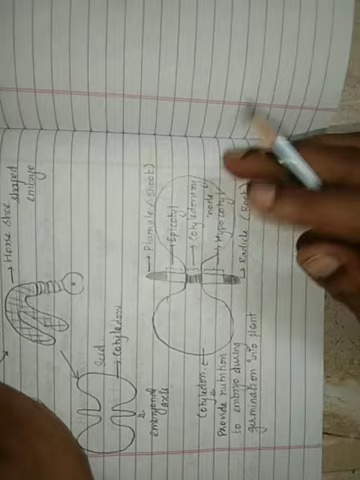 Horse shoe
shaped
embryo
Seed
Cotyledon
2
embryonal
axis
Plumule (shoot)
Epicotyl
Cotyledonary
node
Hypocotyl
Radicle (Root)
Cotyledon
Provide nutrition
to embryo during
germination into plant